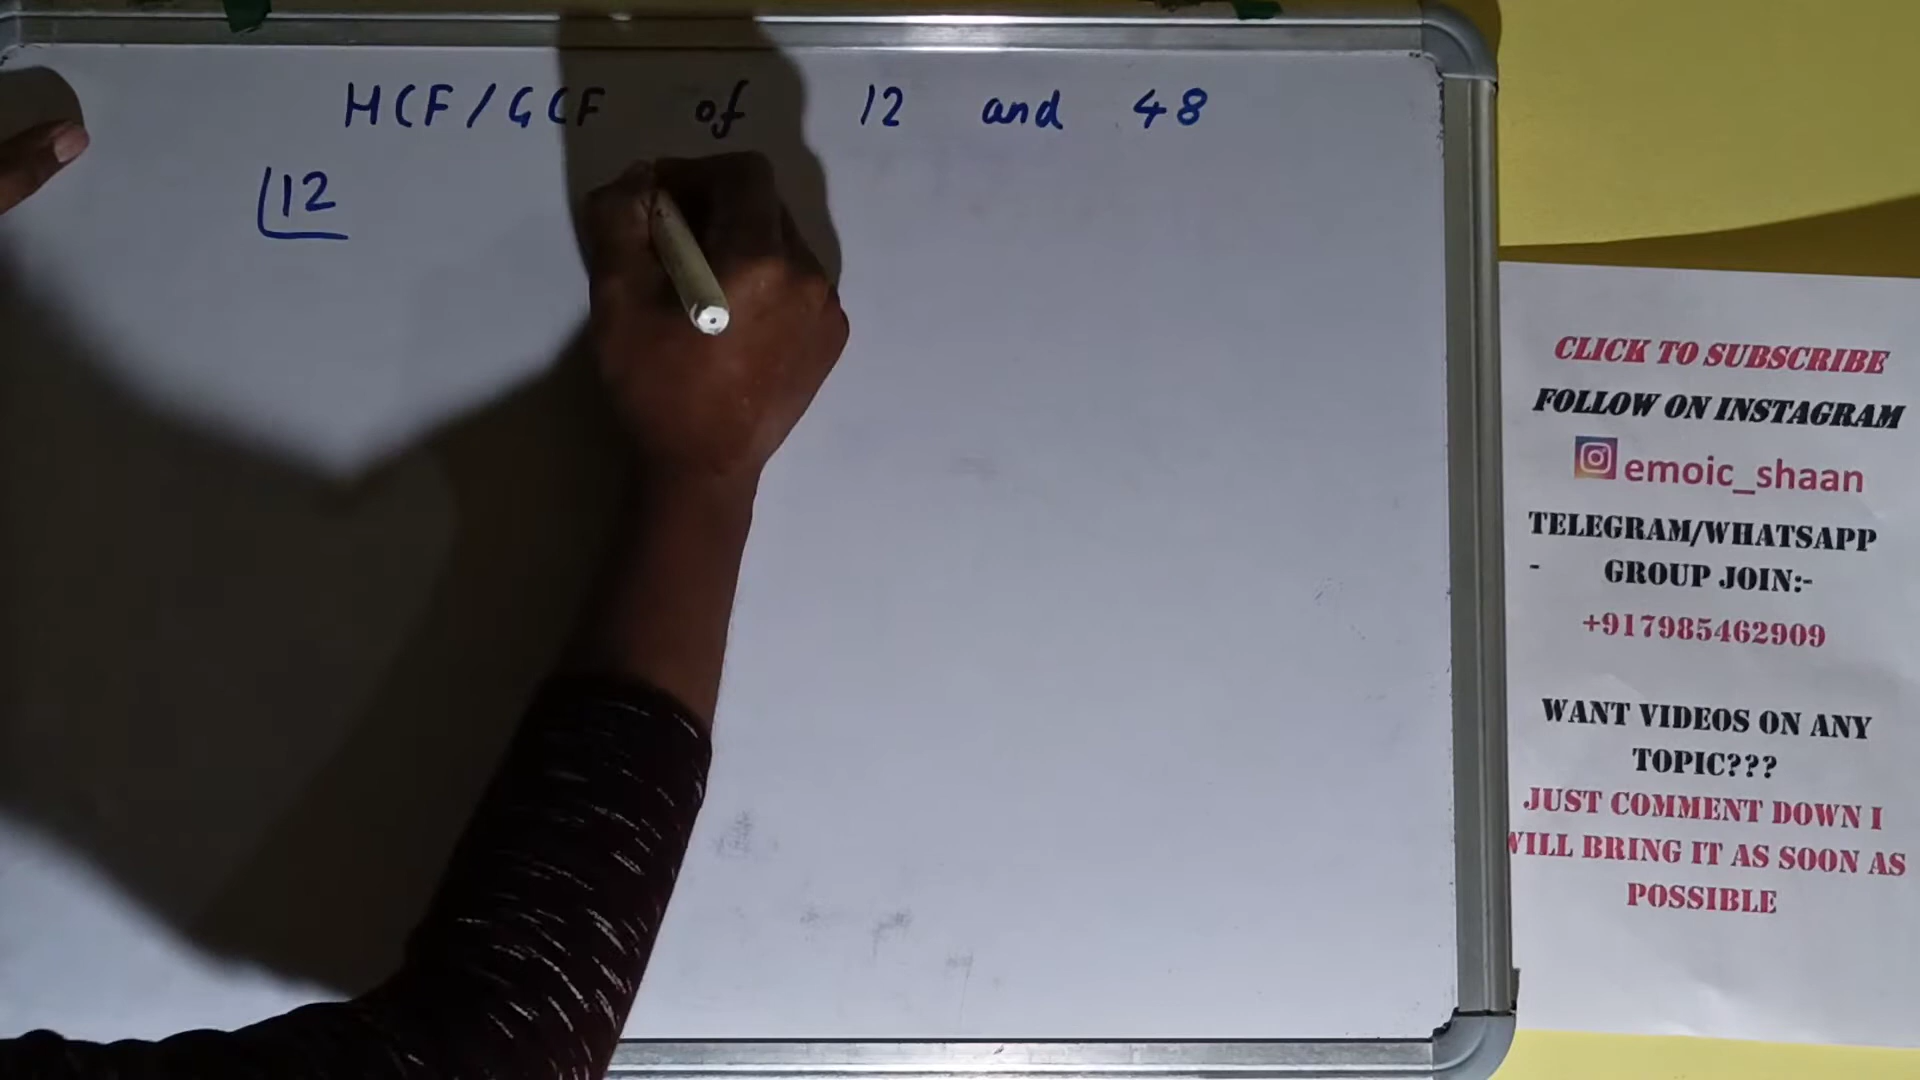 HCF/GCF of 12 and 48
12
CLICK TO SUBSCRIBE
FOLLOW ON INSTAGRAM
emoic_shaan
TELEGRAM/WHATSAPP
- GROUP JOIN:-
+917985462909
WANT VIDEOS ON ANY
TOPIC???
JUST COMMENT DOWN I
WILL BRING IT AS SOON AS
POSSIBLE